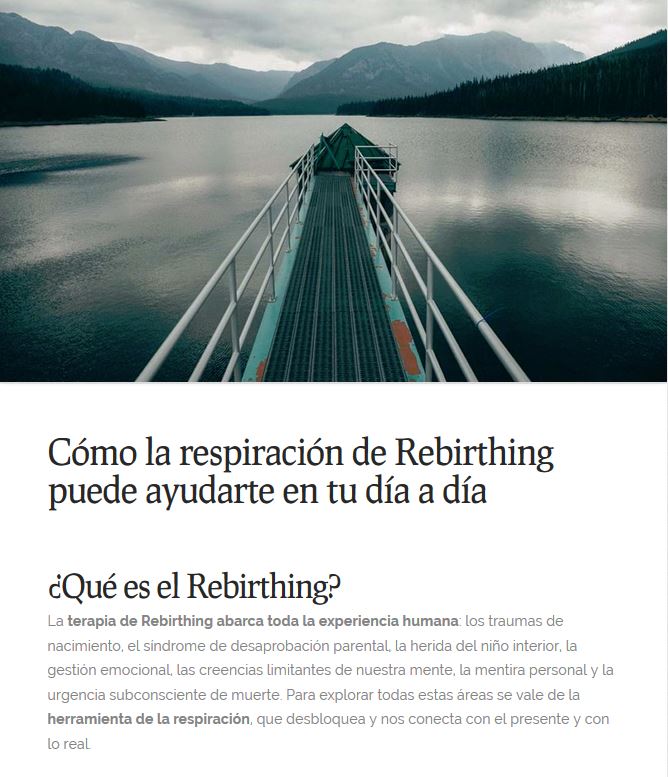 Cómo la respiración de Rebirthing
puede ayudarte en tu día a día
¿Qué es el Rebirthing?
La terapia de Rebirthing abarca toda la experiencia humana: los traumas de
nacimiento, el síndrome de desaprobación parental, la herida del niño interior, la
gestión emocional, las creencias limitantes de nuestra mente, la mentira personal y la
urgencia subconsciente de muerte. Para explorar todas estas áreas se vale de la
herramienta de la respiración, que desbloquea y nos conecta con el presente y con
lo real.